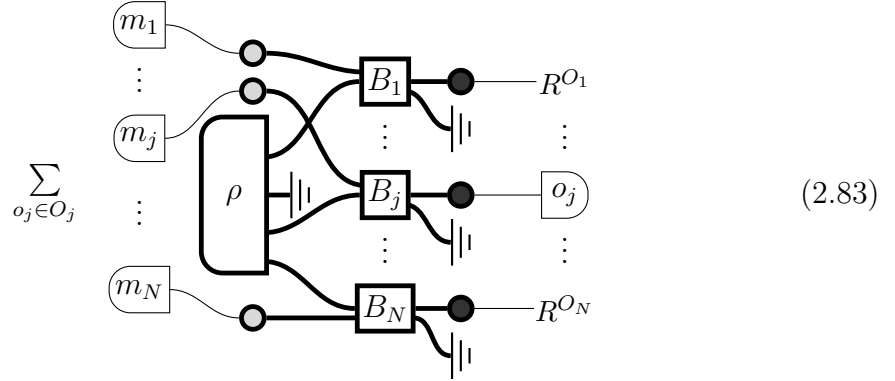 m_1
B_1
R^{O_1}
⋮
m_j
⋮
⋮
∑_{o_j∈O_j}
ρ
B_j
o_j
(2.83)
⋮
⋮
⋮
m_N
B_N
R^{O_N}